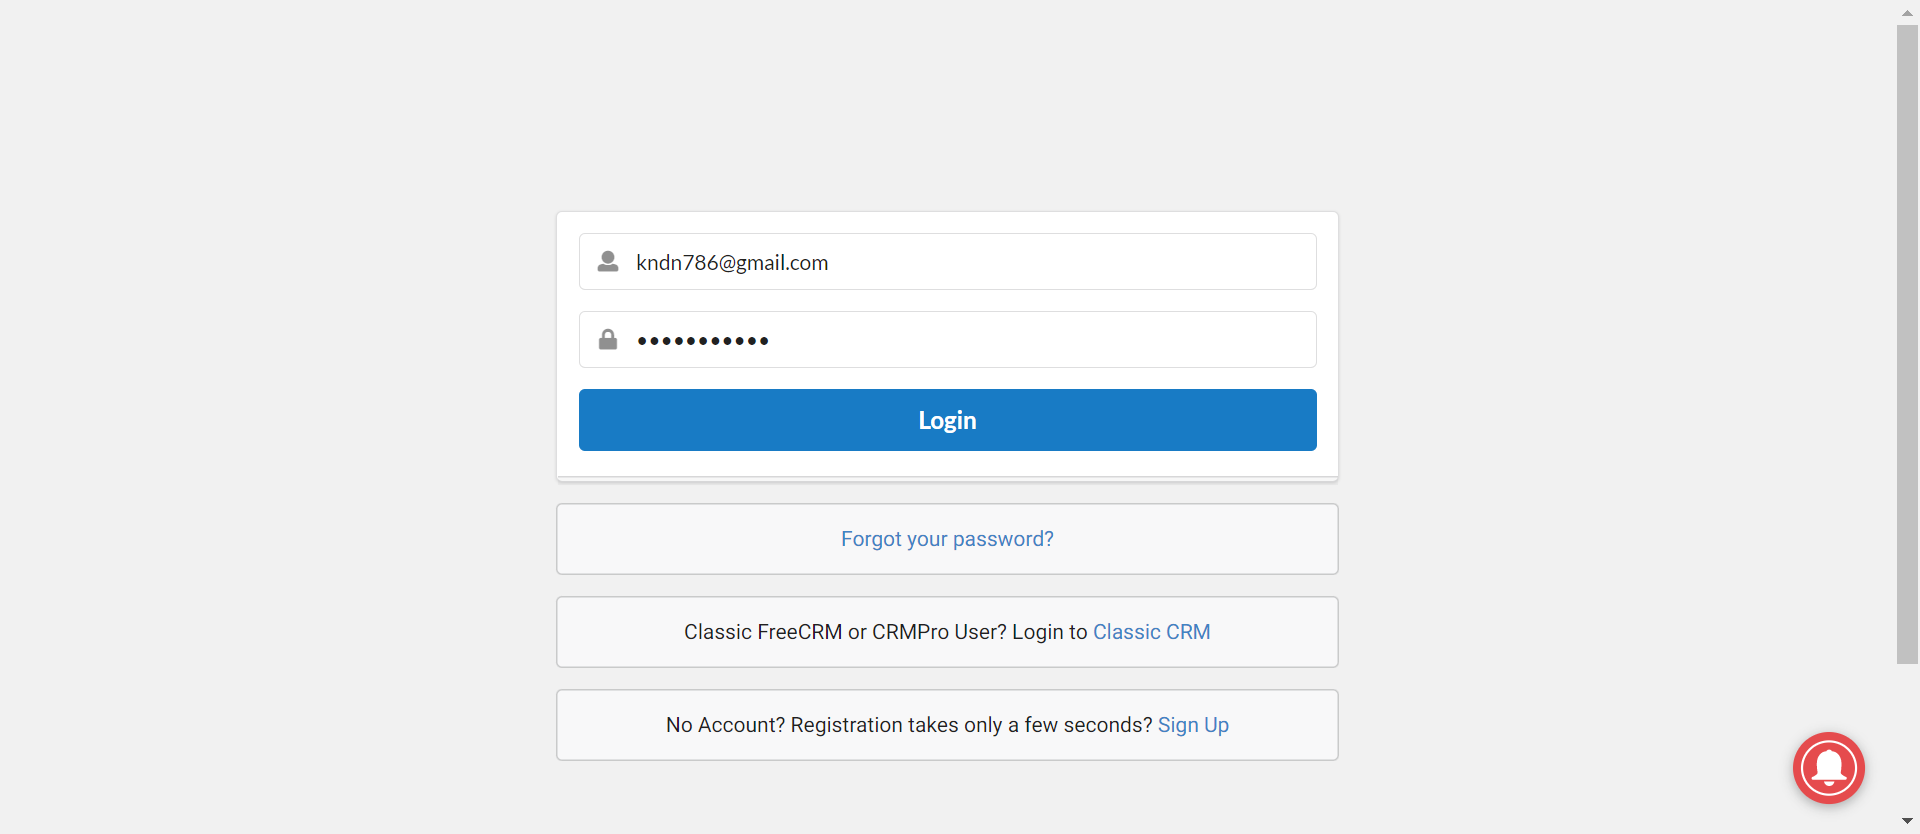 kndn786@gmail.com
•••••••••••
Login
Forgot your password?
Classic FreeCRM or CRMPro User? Login to Classic CRM
No Account? Registration takes only a few seconds? Sign Up